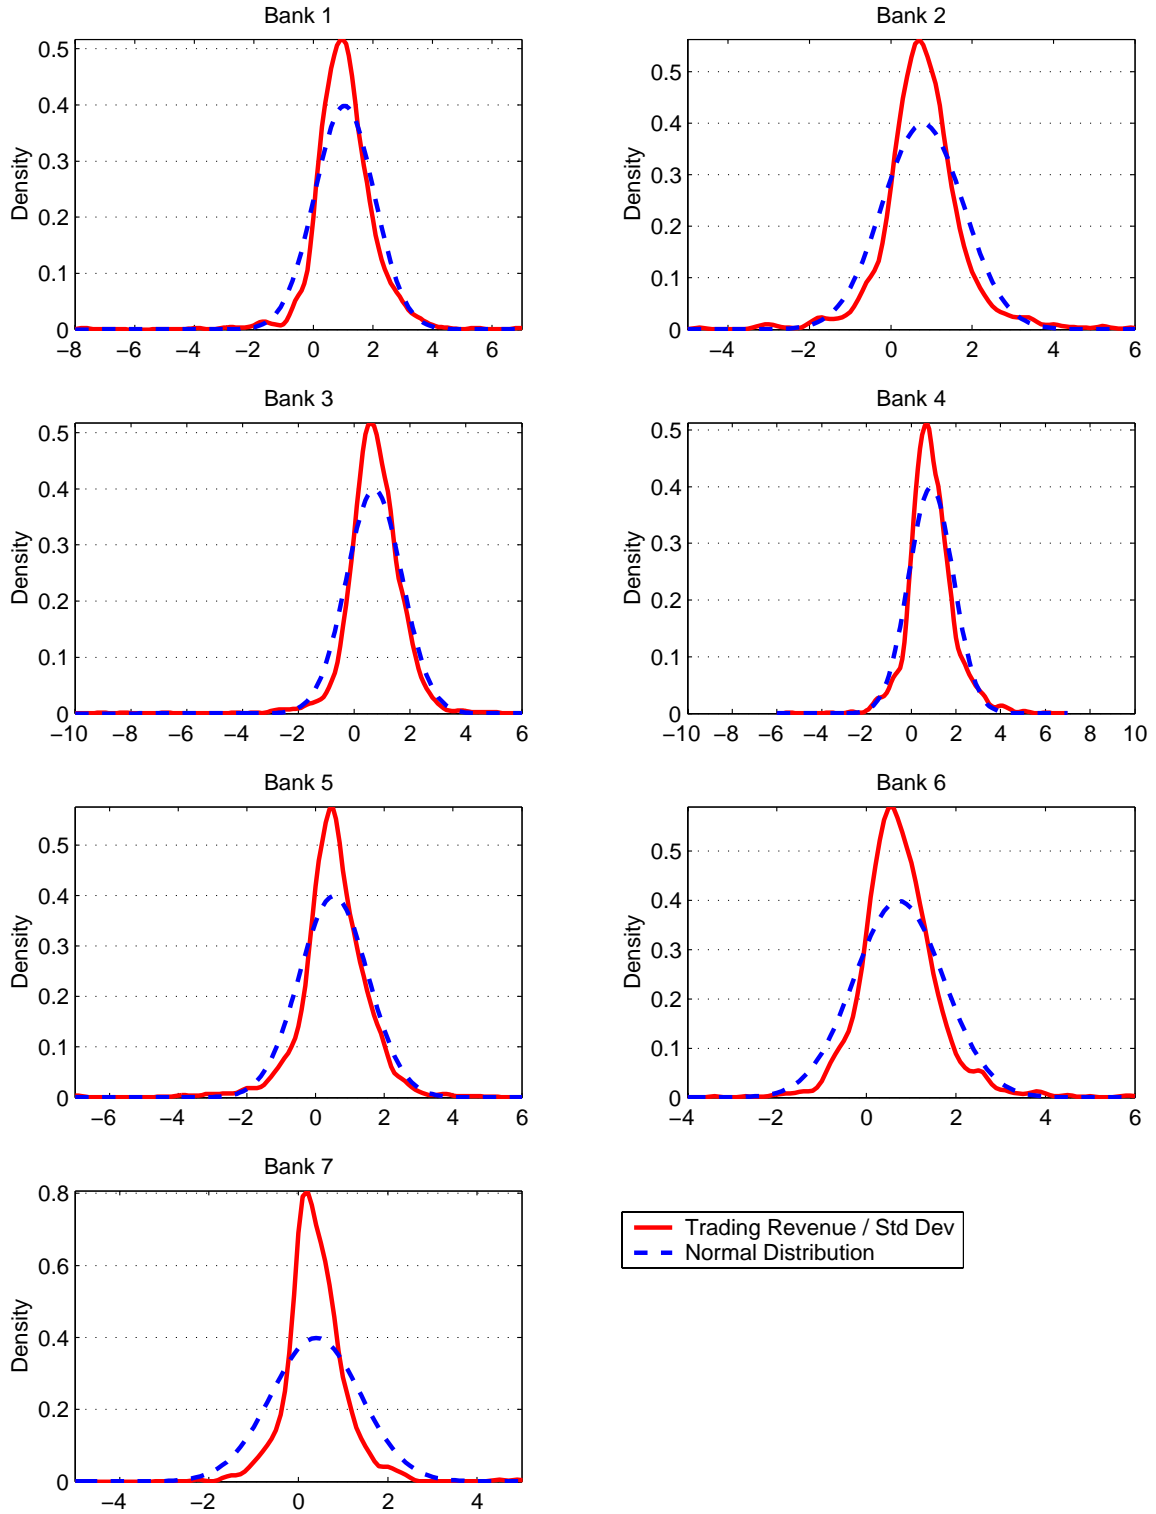 Bank 1
Density
0.5
0.4
0.3
0.2
0.1
0
−8 −6 −4 −2 0 2 4 6
Bank 2
Density
0.5
0.4
0.3
0.2
0.1
0
−4 −2 0 2 4 6
Bank 3
Density
0.5
0.4
0.3
0.2
0.1
0
−10 −8 −6 −4 −2 0 2 4 6
Bank 4
Density
0.5
0.4
0.3
0.2
0.1
0
−10 −8 −6 −4 −2 0 2 4 6 8 10
Bank 5
Density
0.5
0.4
0.3
0.2
0.1
0
−6 −4 −2 0 2 4 6
Bank 6
Density
0.5
0.4
0.3
0.2
0.1
0
−4 −2 0 2 4 6
Bank 7
Density
0.8
0.6
0.4
0.2
0
−4 −2 0 2 4
Trading Revenue / Std Dev
Normal Distribution